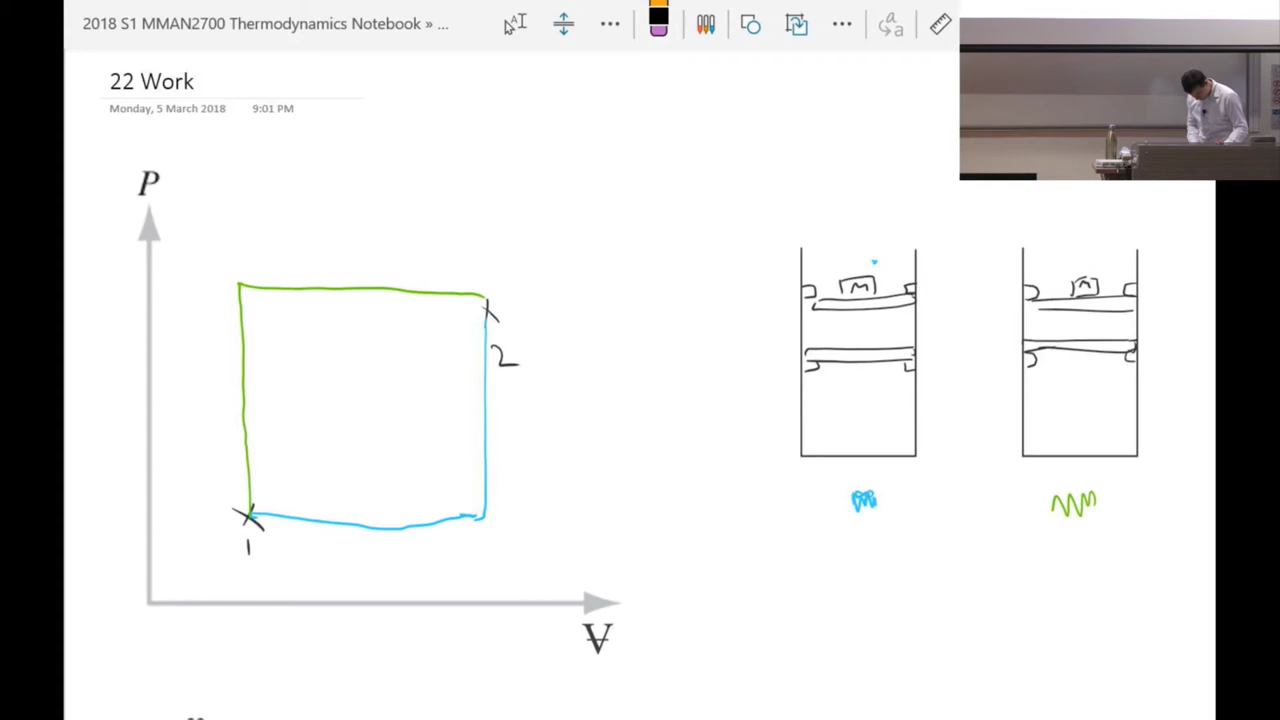 2018 S1 MMAN2700 Thermodynamics Notebook » ...
22 Work
Monday, 5 March 2018 9:01 PM
P
M
M
2
1
V